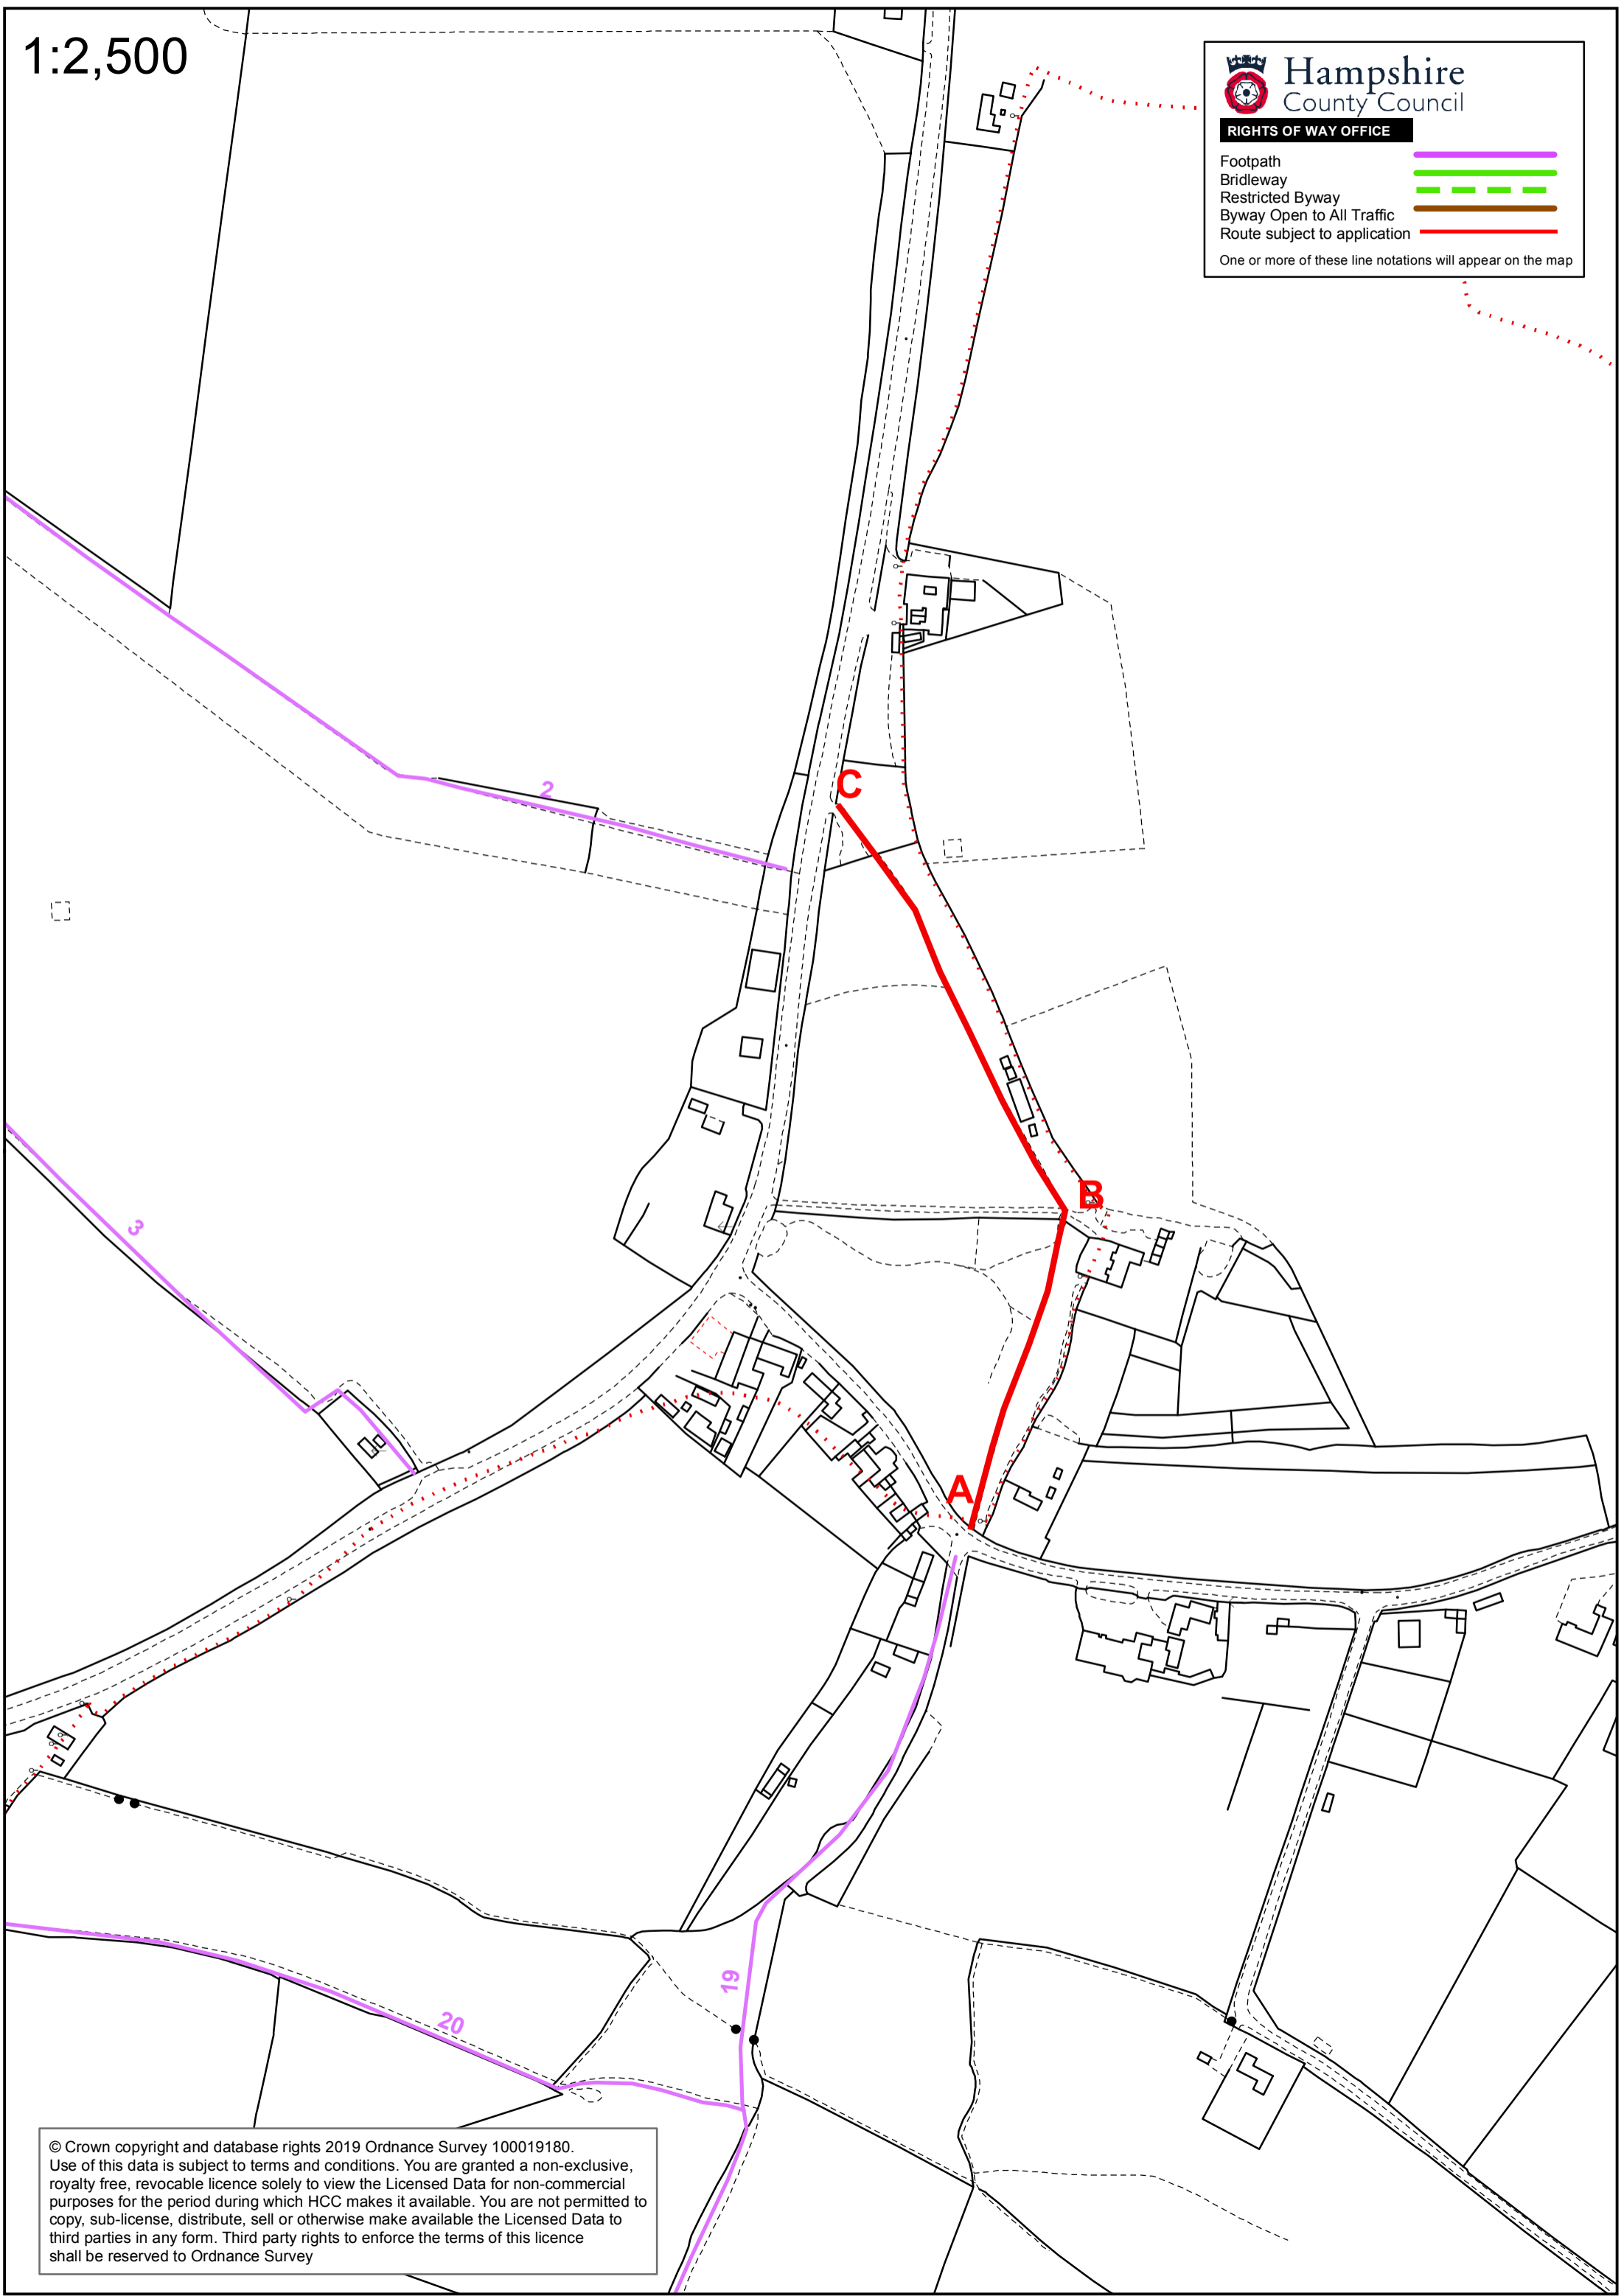 1:2,500
Hampshire
County Council
RIGHTS OF WAY OFFICE
Footpath
Bridleway
Restricted Byway
Byway Open to All Traffic
Route subject to application
One or more of these line notations will appear on the map
C
2
B
3
A
19
20
© Crown copyright and database rights 2019 Ordnance Survey 100019180.
Use of this data is subject to terms and conditions. You are granted a non-exclusive,
royalty free, revocable licence solely to view the Licensed Data for non-commercial
purposes for the period during which HCC makes it available. You are not permitted to
copy, sub-license, distribute, sell or otherwise make available the Licensed Data to
third parties in any form. Third party rights to enforce the terms of this licence
shall be reserved to Ordnance Survey